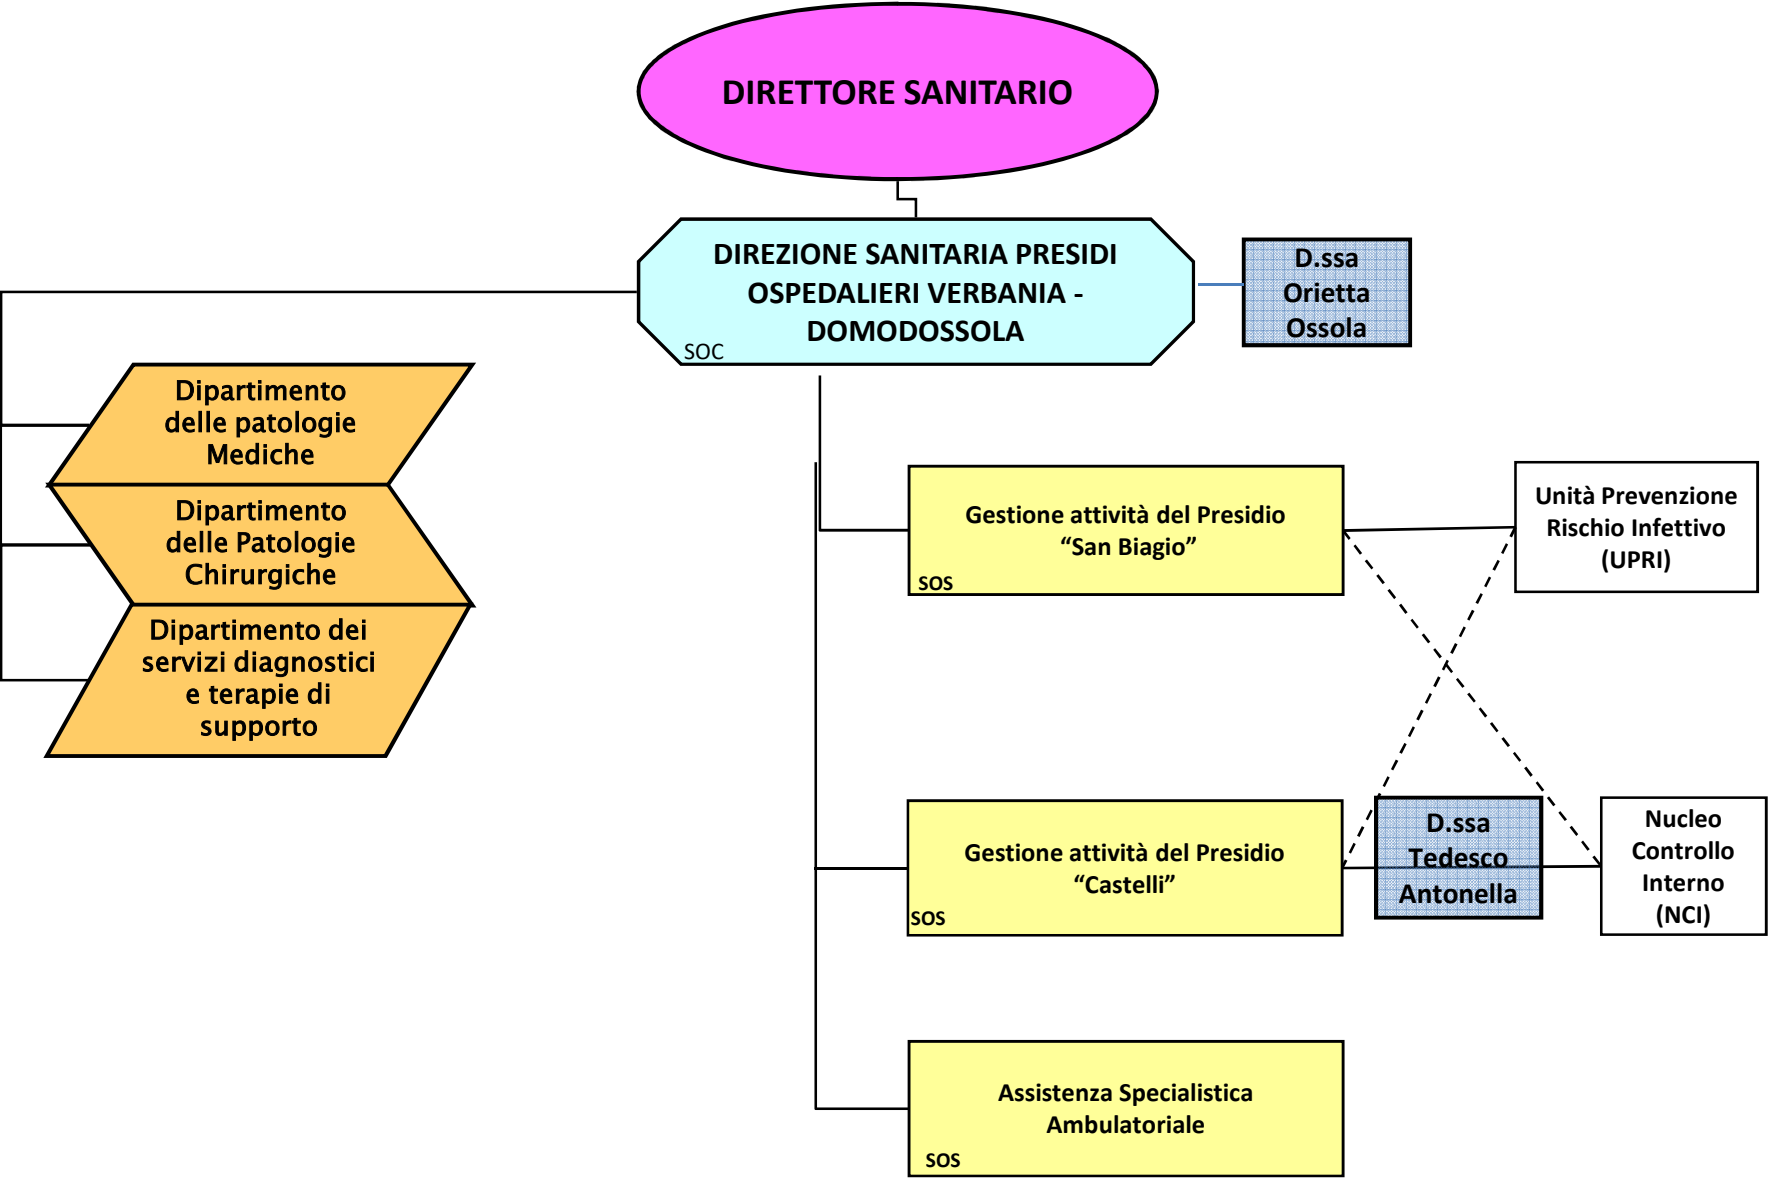 DIRETTORE SANITARIO
DIREZIONE SANITARIA PRESIDI
OSPEDALIERI VERBANIA -
DOMODOSSOLA
SOC
D.ssa
Orietta
Ossola
Dipartimento
delle patologie
Mediche
Dipartimento
delle Patologie
Chirurgiche
Dipartimento dei
servizi diagnostici
e terapie di
supporto
Gestione attività del Presidio
“San Biagio”
SOS
Unità Prevenzione
Rischio Infettivo
(UPRI)
Gestione attività del Presidio
“Castelli”
SOS
D.ssa
Tedesco
Antonella
Nucleo
Controllo
Interno
(NCI)
Assistenza Specialistica
Ambulatoriale
SOS